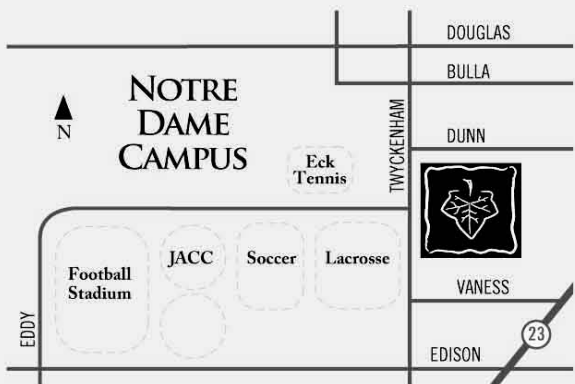 DOUGLAS
BULLA
NOTRE
DAME
CAMPUS
N
TWYCKENHAM
DUNN
Eck
Tennis
JACC
Soccer
Lacrosse
Football
Stadium
VANESS
EDDY
23
EDISON